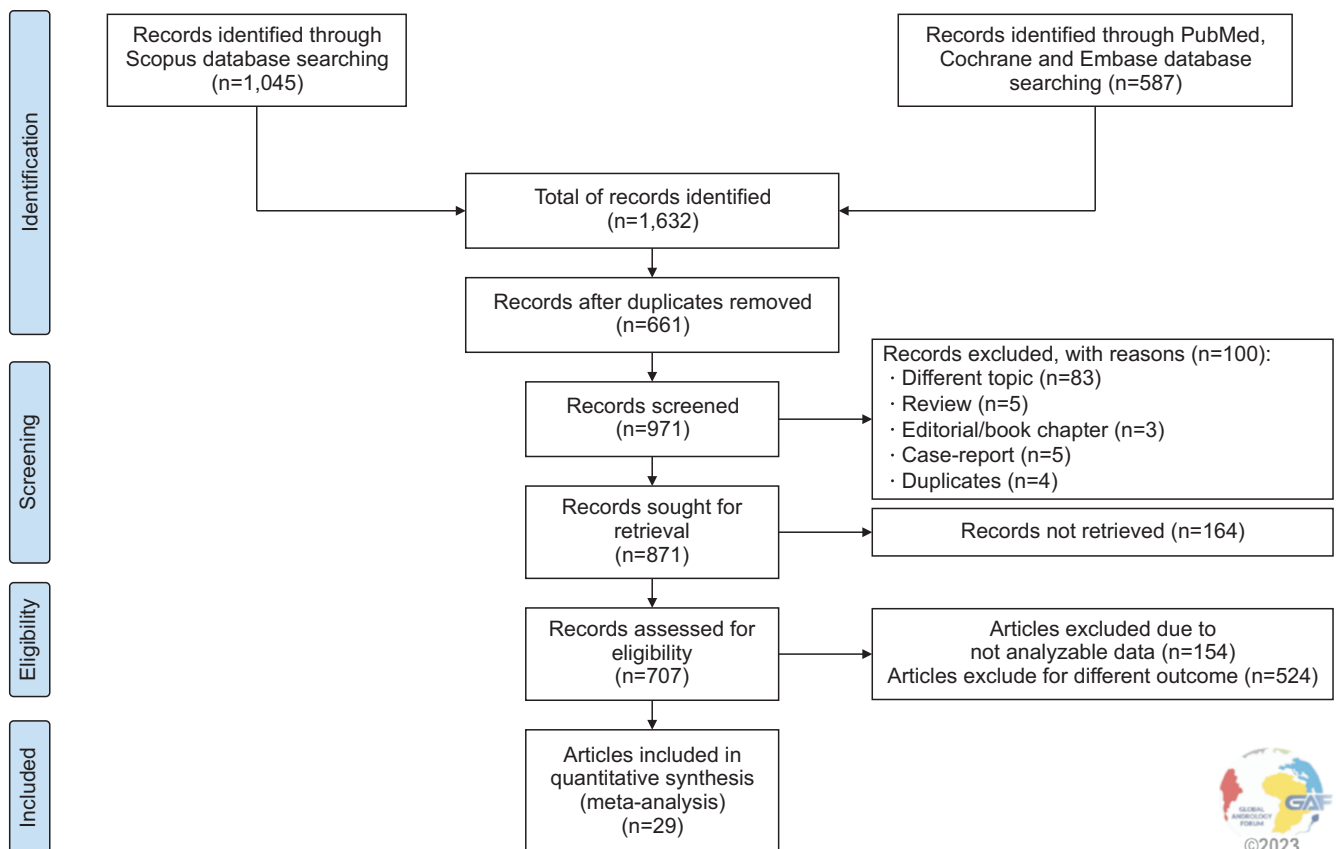 Records identified through
Scopus database searching
(n=1,045)
Records identified through PubMed,
Cochrane and Embase database
searching (n=587)
Identification
Total of records identified
(n=1,632)
Records after duplicates removed
(n=661)
Screening
Records screened
(n=971)
Records excluded, with reasons (n=100):
· Different topic (n=83)
· Review (n=5)
· Editorial/book chapter (n=3)
· Case-report (n=5)
· Duplicates (n=4)
Records sought for
retrieval
(n=871)
Records not retrieved (n=164)
Eligibility
Records assessed for
eligibility
(n=707)
Articles excluded due to
not analyzable data (n=154)
Articles exclude for different outcome (n=524)
Included
Articles included in
quantitative synthesis
(meta-analysis)
(n=29)
GLOBAL
ANDROLOGY
FORUM
GAF
©2023